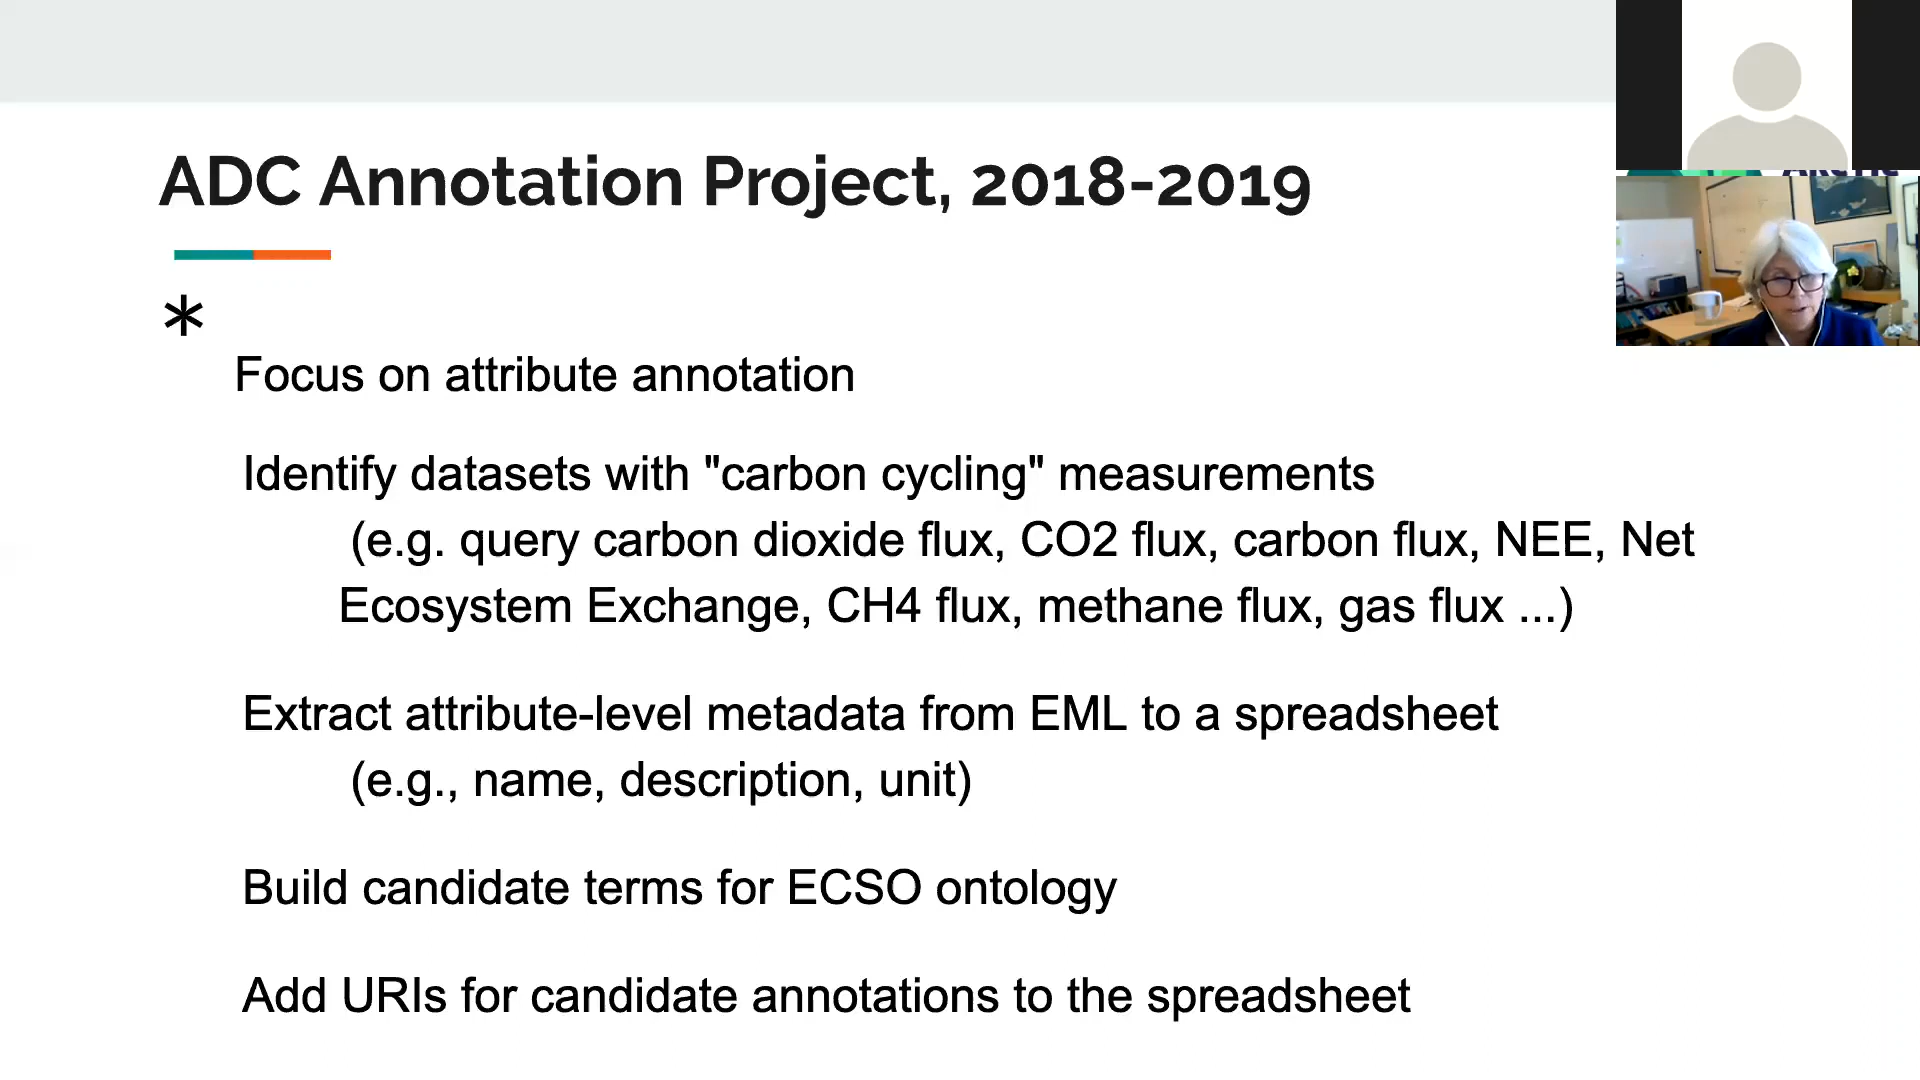 ADC Annotation Project, 2018-2019
*
Focus on attribute annotation
Identify datasets with "carbon cycling" measurements
(e.g. query carbon dioxide flux, CO2 flux, carbon flux, NEE, Net
Ecosystem Exchange, CH4 flux, methane flux, gas flux ...)
Extract attribute-level metadata from EML to a spreadsheet
(e.g., name, description, unit)
Build candidate terms for ECSO ontology
Add URIs for candidate annotations to the spreadsheet